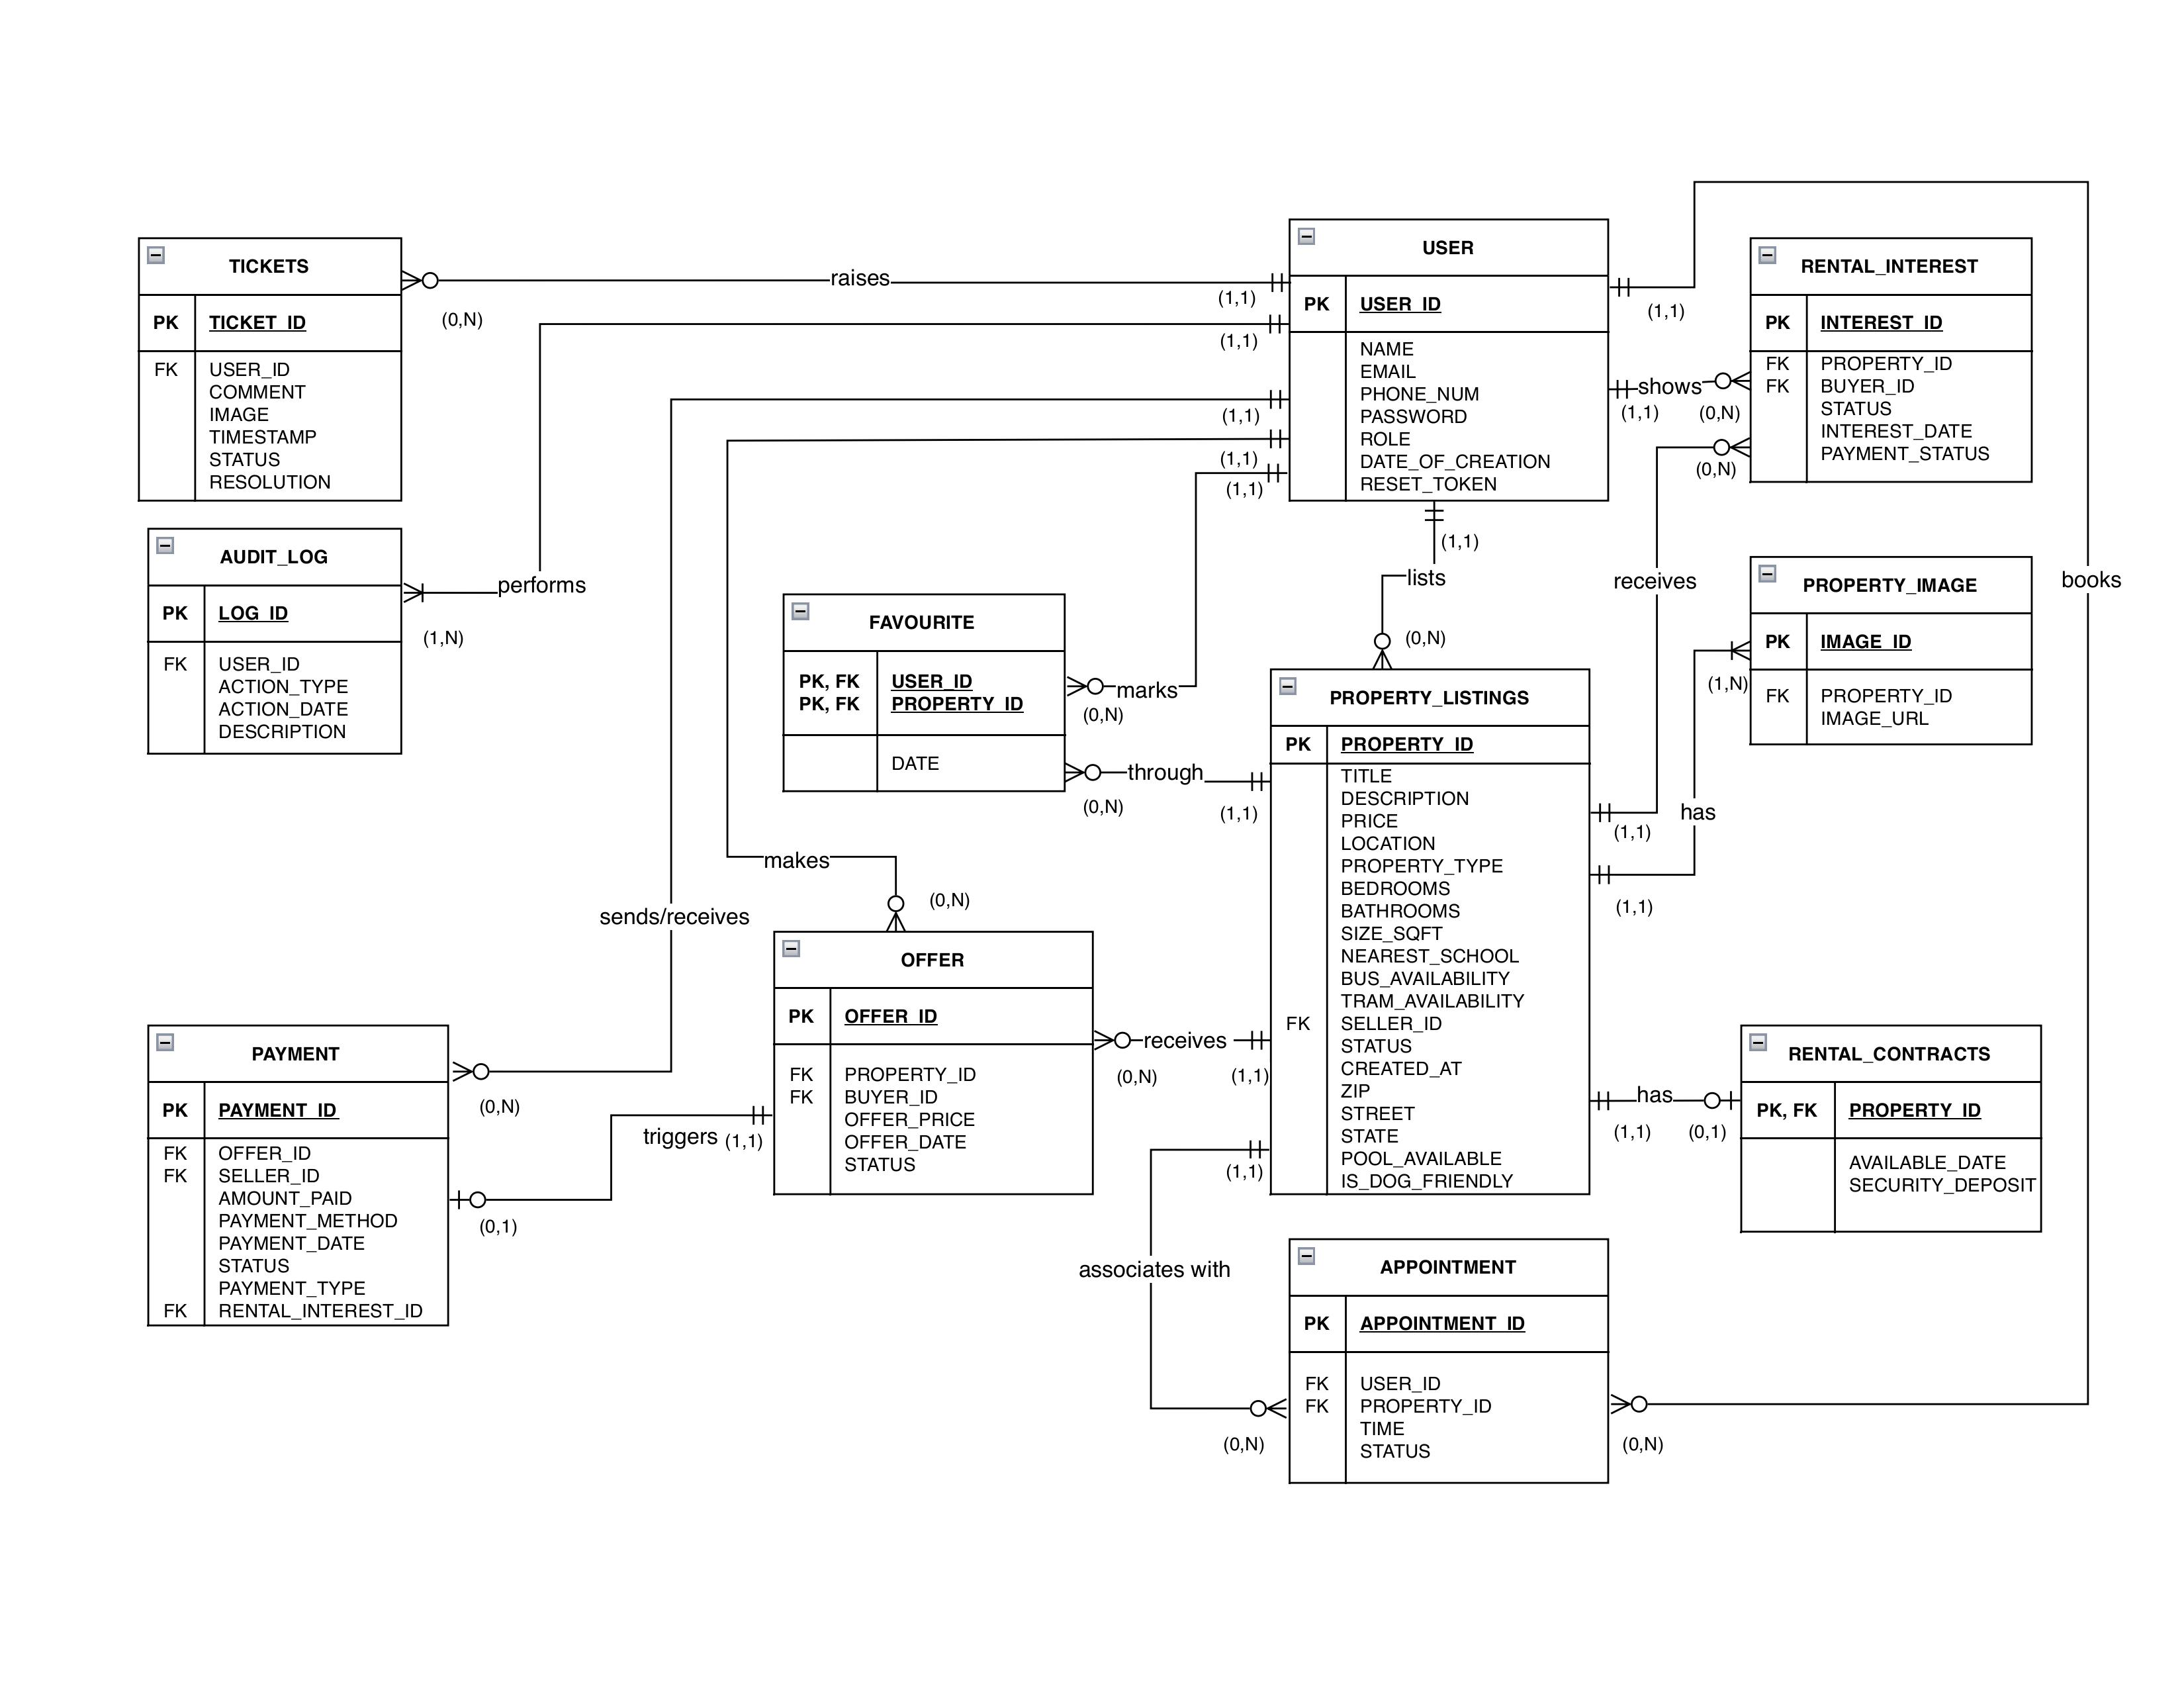 TICKETS
PK TICKET_ID
FK USER_ID
COMMENT
IMAGE
TIMESTAMP
STATUS
RESOLUTION
(0,N)
raises
(1,1)
USER
PK USER_ID
NAME
EMAIL
PHONE_NUM
PASSWORD
ROLE
DATE_OF_CREATION
RESET_TOKEN
(1,1)
(1,1)
(1,1)
(1,1)
(1,1)
shows
(1,1)
(0,N)
(0,N)
RENTAL_INTEREST
PK INTEREST_ID
FK PROPERTY_ID
FK BUYER_ID
STATUS
INTEREST_DATE
PAYMENT_STATUS
AUDIT_LOG
PK LOG_ID
FK USER_ID
ACTION_TYPE
ACTION_DATE
DESCRIPTION
performs
(1,N)
(1,1)
lists
(0,N)
receives
books
PROPERTY_IMAGE
PK IMAGE_ID
FK PROPERTY_ID
IMAGE_URL
(1,N)
has
FAVOURITE
PK, FK USER_ID
PK, FK PROPERTY_ID
DATE
marks
(0,N)
through
(0,N)
(1,1)
PROPERTY_LISTINGS
PK PROPERTY_ID
TITLE
DESCRIPTION
PRICE
LOCATION
PROPERTY_TYPE
BEDROOMS
BATHROOMS
SIZE_SQFT
NEAREST_SCHOOL
BUS_AVAILABILITY
TRAM_AVAILABILITY
FK SELLER_ID
STATUS
CREATED_AT
ZIP
STREET
STATE
POOL_AVAILABLE
IS_DOG_FRIENDLY
(1,1)
(1,1)
makes
(0,N)
sends/receives
OFFER
PK OFFER_ID
FK PROPERTY_ID
FK BUYER_ID
OFFER_PRICE
OFFER_DATE
STATUS
receives
(0,N)
(1,1)
PAYMENT
PK PAYMENT_ID
FK OFFER_ID
FK SELLER_ID
AMOUNT_PAID
PAYMENT_METHOD
PAYMENT_DATE
STATUS
PAYMENT_TYPE
FK RENTAL_INTEREST_ID
(0,N)
triggers (1,1)
(0,1)
has
(1,1)
(0,1)
RENTAL_CONTRACTS
PK, FK PROPERTY_ID
AVAILABLE_DATE
SECURITY_DEPOSIT
(1,1)
associates with
(0,N)
APPOINTMENT
PK APPOINTMENT_ID
FK USER_ID
FK PROPERTY_ID
TIME
STATUS
(0,N)